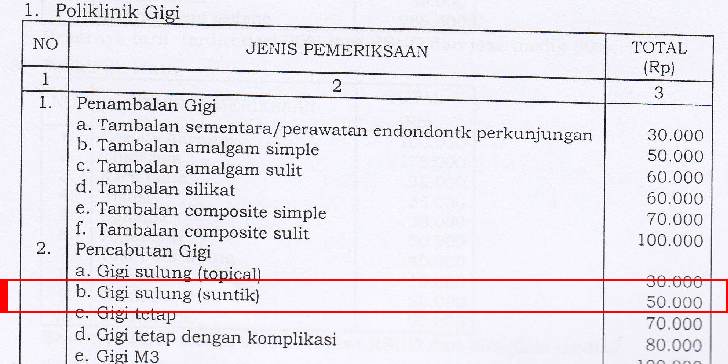 1. Poliklinik Gigi
NO JENIS PEMERIKSAAN TOTAL (Rp)
1 2 3
1. Penambalan Gigi
a. Tambalan sementara/perawatan endondontk perkunjungan 30.000
b. Tambalan amalgam simple 50.000
c. Tambalan amalgam sulit 60.000
d. Tambalan silikat 60.000
e. Tambalan composite simple 70.000
f. Tambalan composite sulit 100.000
2. Pencabutan Gigi
a. Gigi sulung (topical) 30.000
b. Gigi sulung (suntik) 50.000
c. Gigi tetap 70.000
d. Gigi tetap dengan komplikasi 80.000
e. Gigi M3